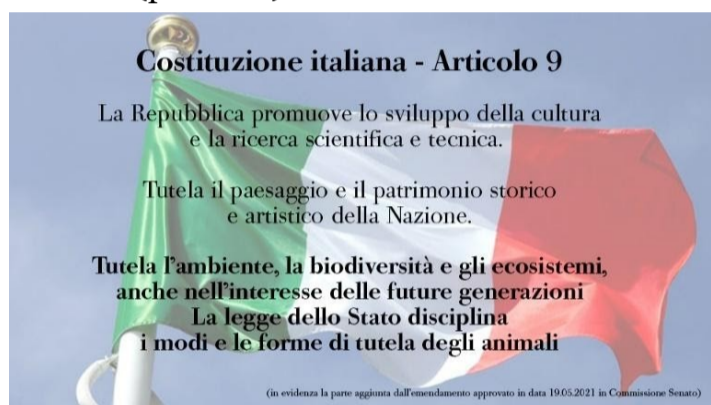 Costituzione italiana - Articolo 9
La Repubblica promuove lo sviluppo della cultura
e la ricerca scientifica e tecnica.
Tutela il paesaggio e il patrimonio storico
e artistico della Nazione.
Tutela l'ambiente, la biodiversità e gli ecosistemi,
anche nell'interesse delle future generazioni
La legge dello Stato disciplina
i modi e le forme di tutela degli animali
(in evidenza la parte aggiunta dall'emendamento approvato in data 19.05.2021 in Commissione Senato)